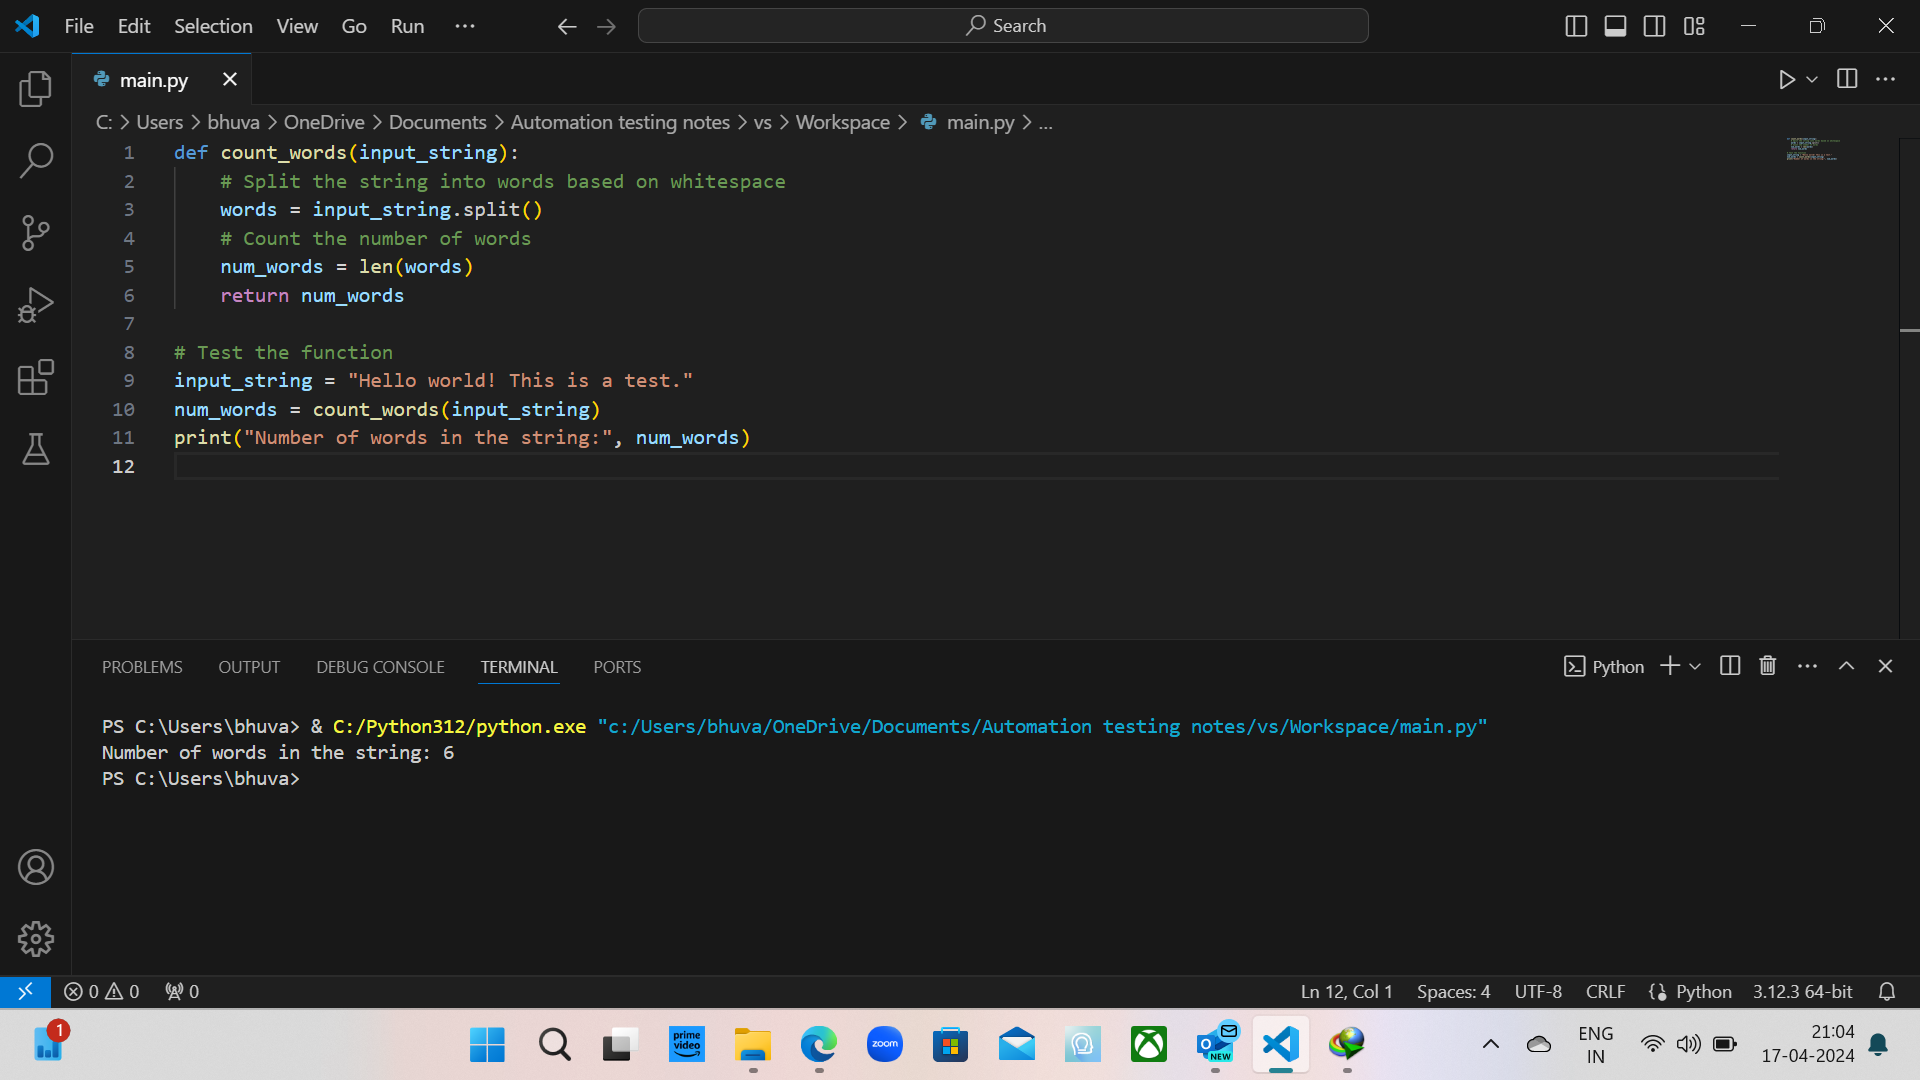 File Edit Selection View Go Run ··· Search
main.py
C: > Users > bhuva > OneDrive > Documents > Automation testing notes > vs > Workspace > main.py > ...
1 def count_words(input_string):
2     # Split the string into words based on whitespace
3     words = input_string.split()
4     # Count the number of words
5     num_words = len(words)
6     return num_words
7
8 # Test the function
9 input_string = "Hello world! This is a test."
10 num_words = count_words(input_string)
11 print("Number of words in the string:", num_words)
12
PROBLEMS OUTPUT DEBUG CONSOLE TERMINAL PORTS Python
PS C:\Users\bhuva> & C:/Python312/python.exe "c:/Users/bhuva/OneDrive/Documents/Automation testing notes/vs/Workspace/main.py"
Number of words in the string: 6
PS C:\Users\bhuva>
0 0 0 Ln 12, Col 1 Spaces: 4 UTF-8 CRLF Python 3.12.3 64-bit
1 prime video zoom NEW ENG IN 21:04
17-04-2024